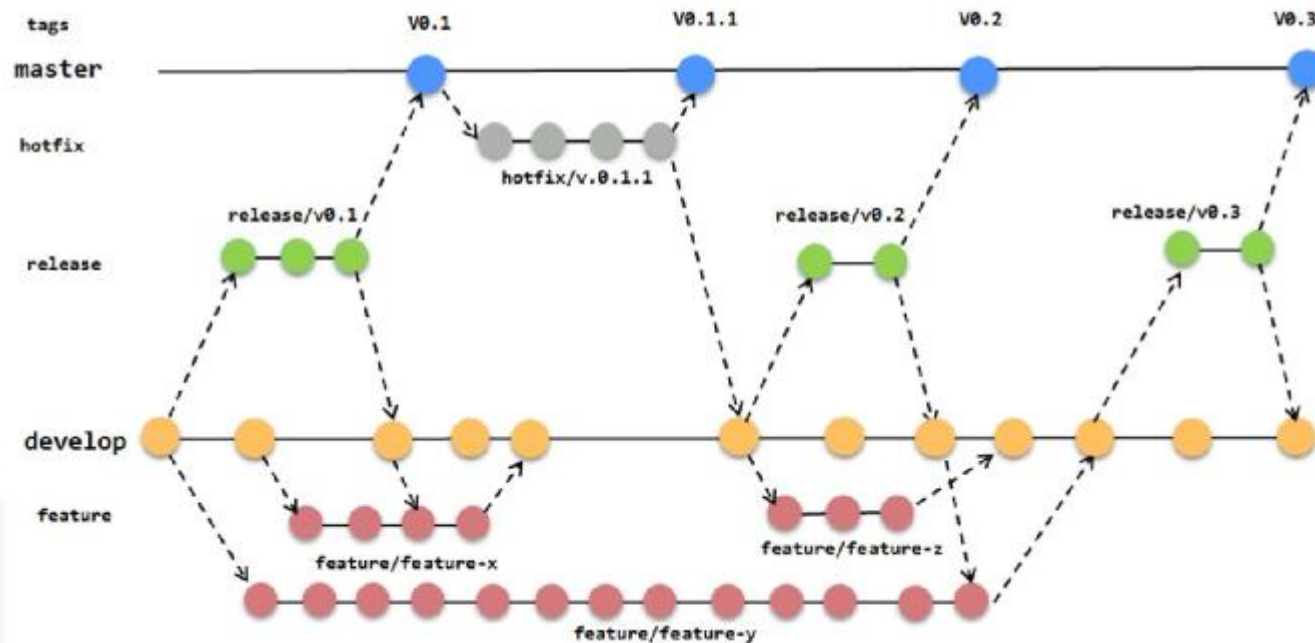 tags V0.1 V0.1.1 V0.2 V0.3
master
hotfix
hotfix/v.0.1.1
release/v0.1 release/v0.2 release/v0.3
release
develop
feature
feature/feature-x feature/feature-z
feature/feature-y